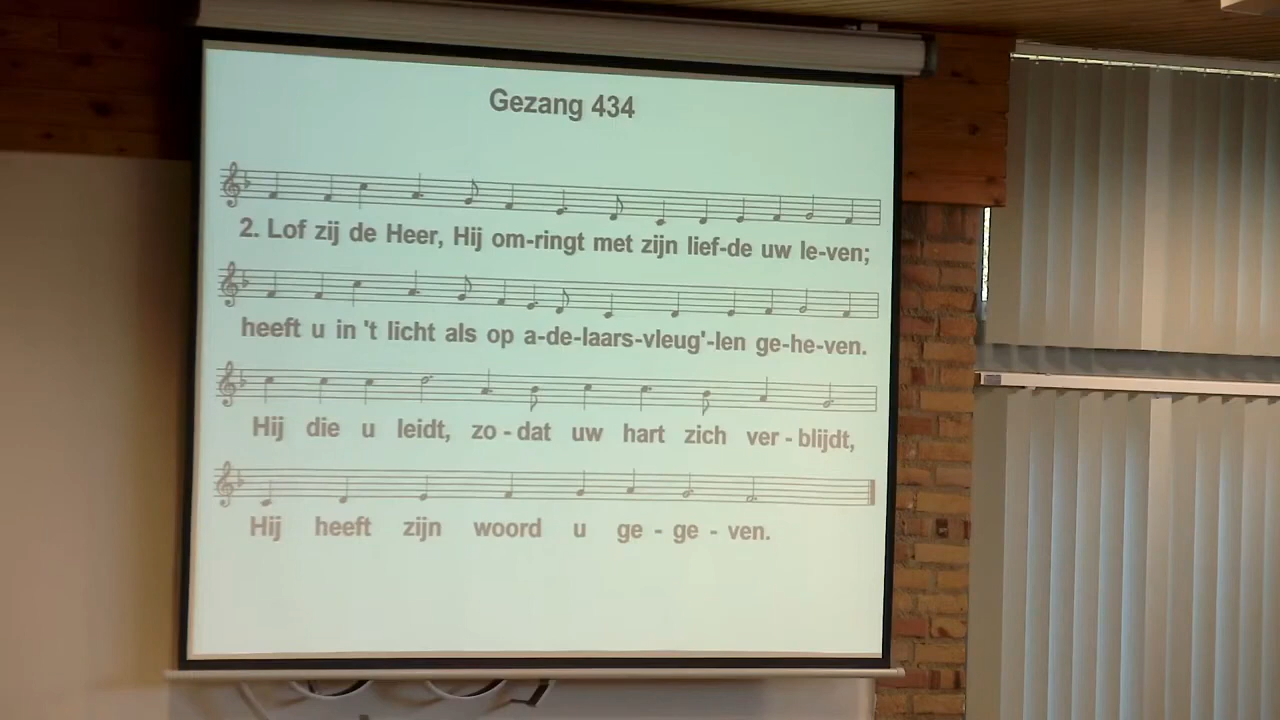 Gezang 434
2. Lof zij de Heer, Hij om-ringt met zijn lief-de uw le-ven;
heeft u in 't licht als op a-de-laars-vleug'-len ge-he-ven.
Hij die u leidt, zo - dat uw hart zich ver - blijdt,
Hij heeft zijn woord u ge - ge - ven.